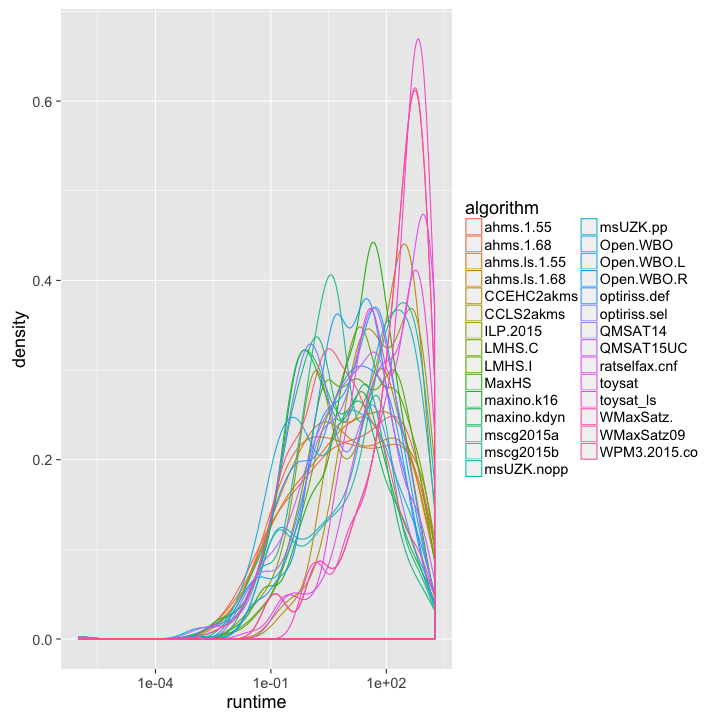 density
0.6
0.4
0.2
0.0
1e-04
1e-01
1e+02
runtime
algorithm
ahms.1.55
ahms.1.68
ahms.ls.1.55
ahms.ls.1.68
CCEHC2akms
CCLS2akms
ILP.2015
LMHS.C
LMHS.I
MaxHS
maxino.k16
maxino.kdyn
mscg2015a
mscg2015b
msUZK.nopp
msUZK.pp
Open.WBO
Open.WBO.L
Open.WBO.R
optiriss.def
optiriss.sel
QMSAT14
QMSAT15UC
ratselfax.cnf
toysat
toysat_ls
WMaxSatz.
WMaxSatz09
WPM3.2015.co